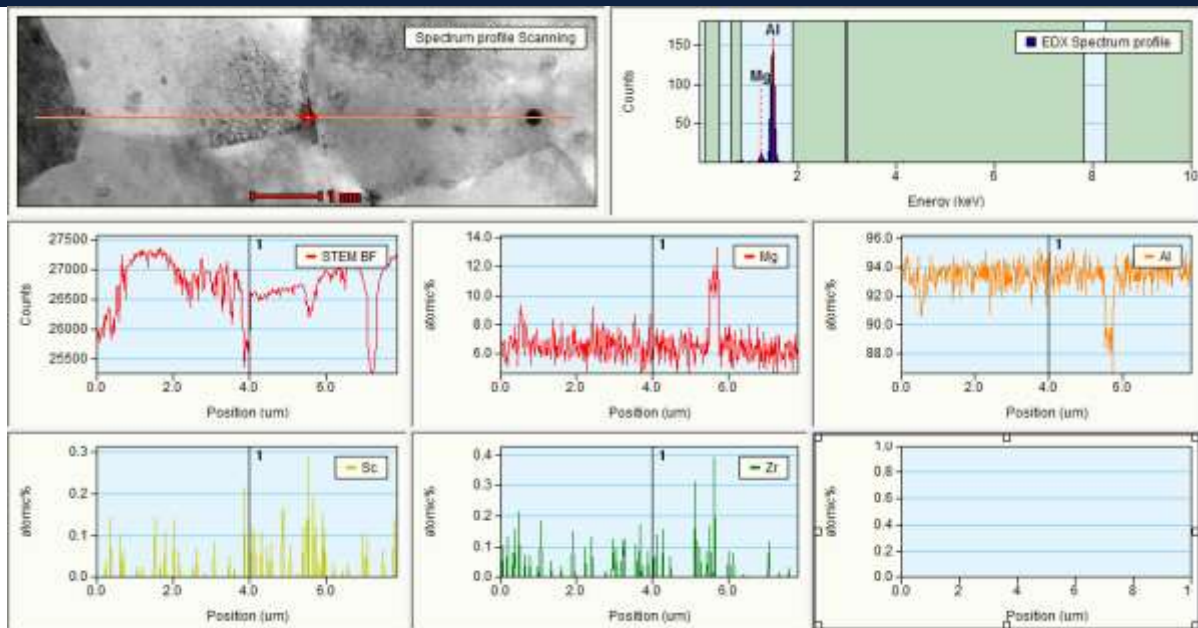 Spectrum profile Scanning
1 mm
EDX Spectrum profile
Al
Mg
150
100
50
Counts
2 4 6 8 10
Energy (keV)
STEM BF
1
27500
27000
26500
26000
25500
Counts
0.0 2.0 4.0 6.0
Position (um)
Mg
1
14.0
12.0
10.0
8.0
6.0
atomic%
0.0 2.0 4.0 6.0
Position (um)
Al
1
96.0
94.0
92.0
90.0
88.0
atomic%
0.0 2.0 4.0 6.0
Position (um)
Sc
1
0.3
0.2
0.1
0.0
atomic%
0.0 2.0 4.0 6.0
Position (um)
Zr
1
0.4
0.3
0.2
0.1
0.0
atomic%
0.0 2.0 4.0 6.0
Position (um)
1.0
0.8
0.6
0.4
0.2
0.0
atomic%
0 2 4 6 8 1
Position (um)